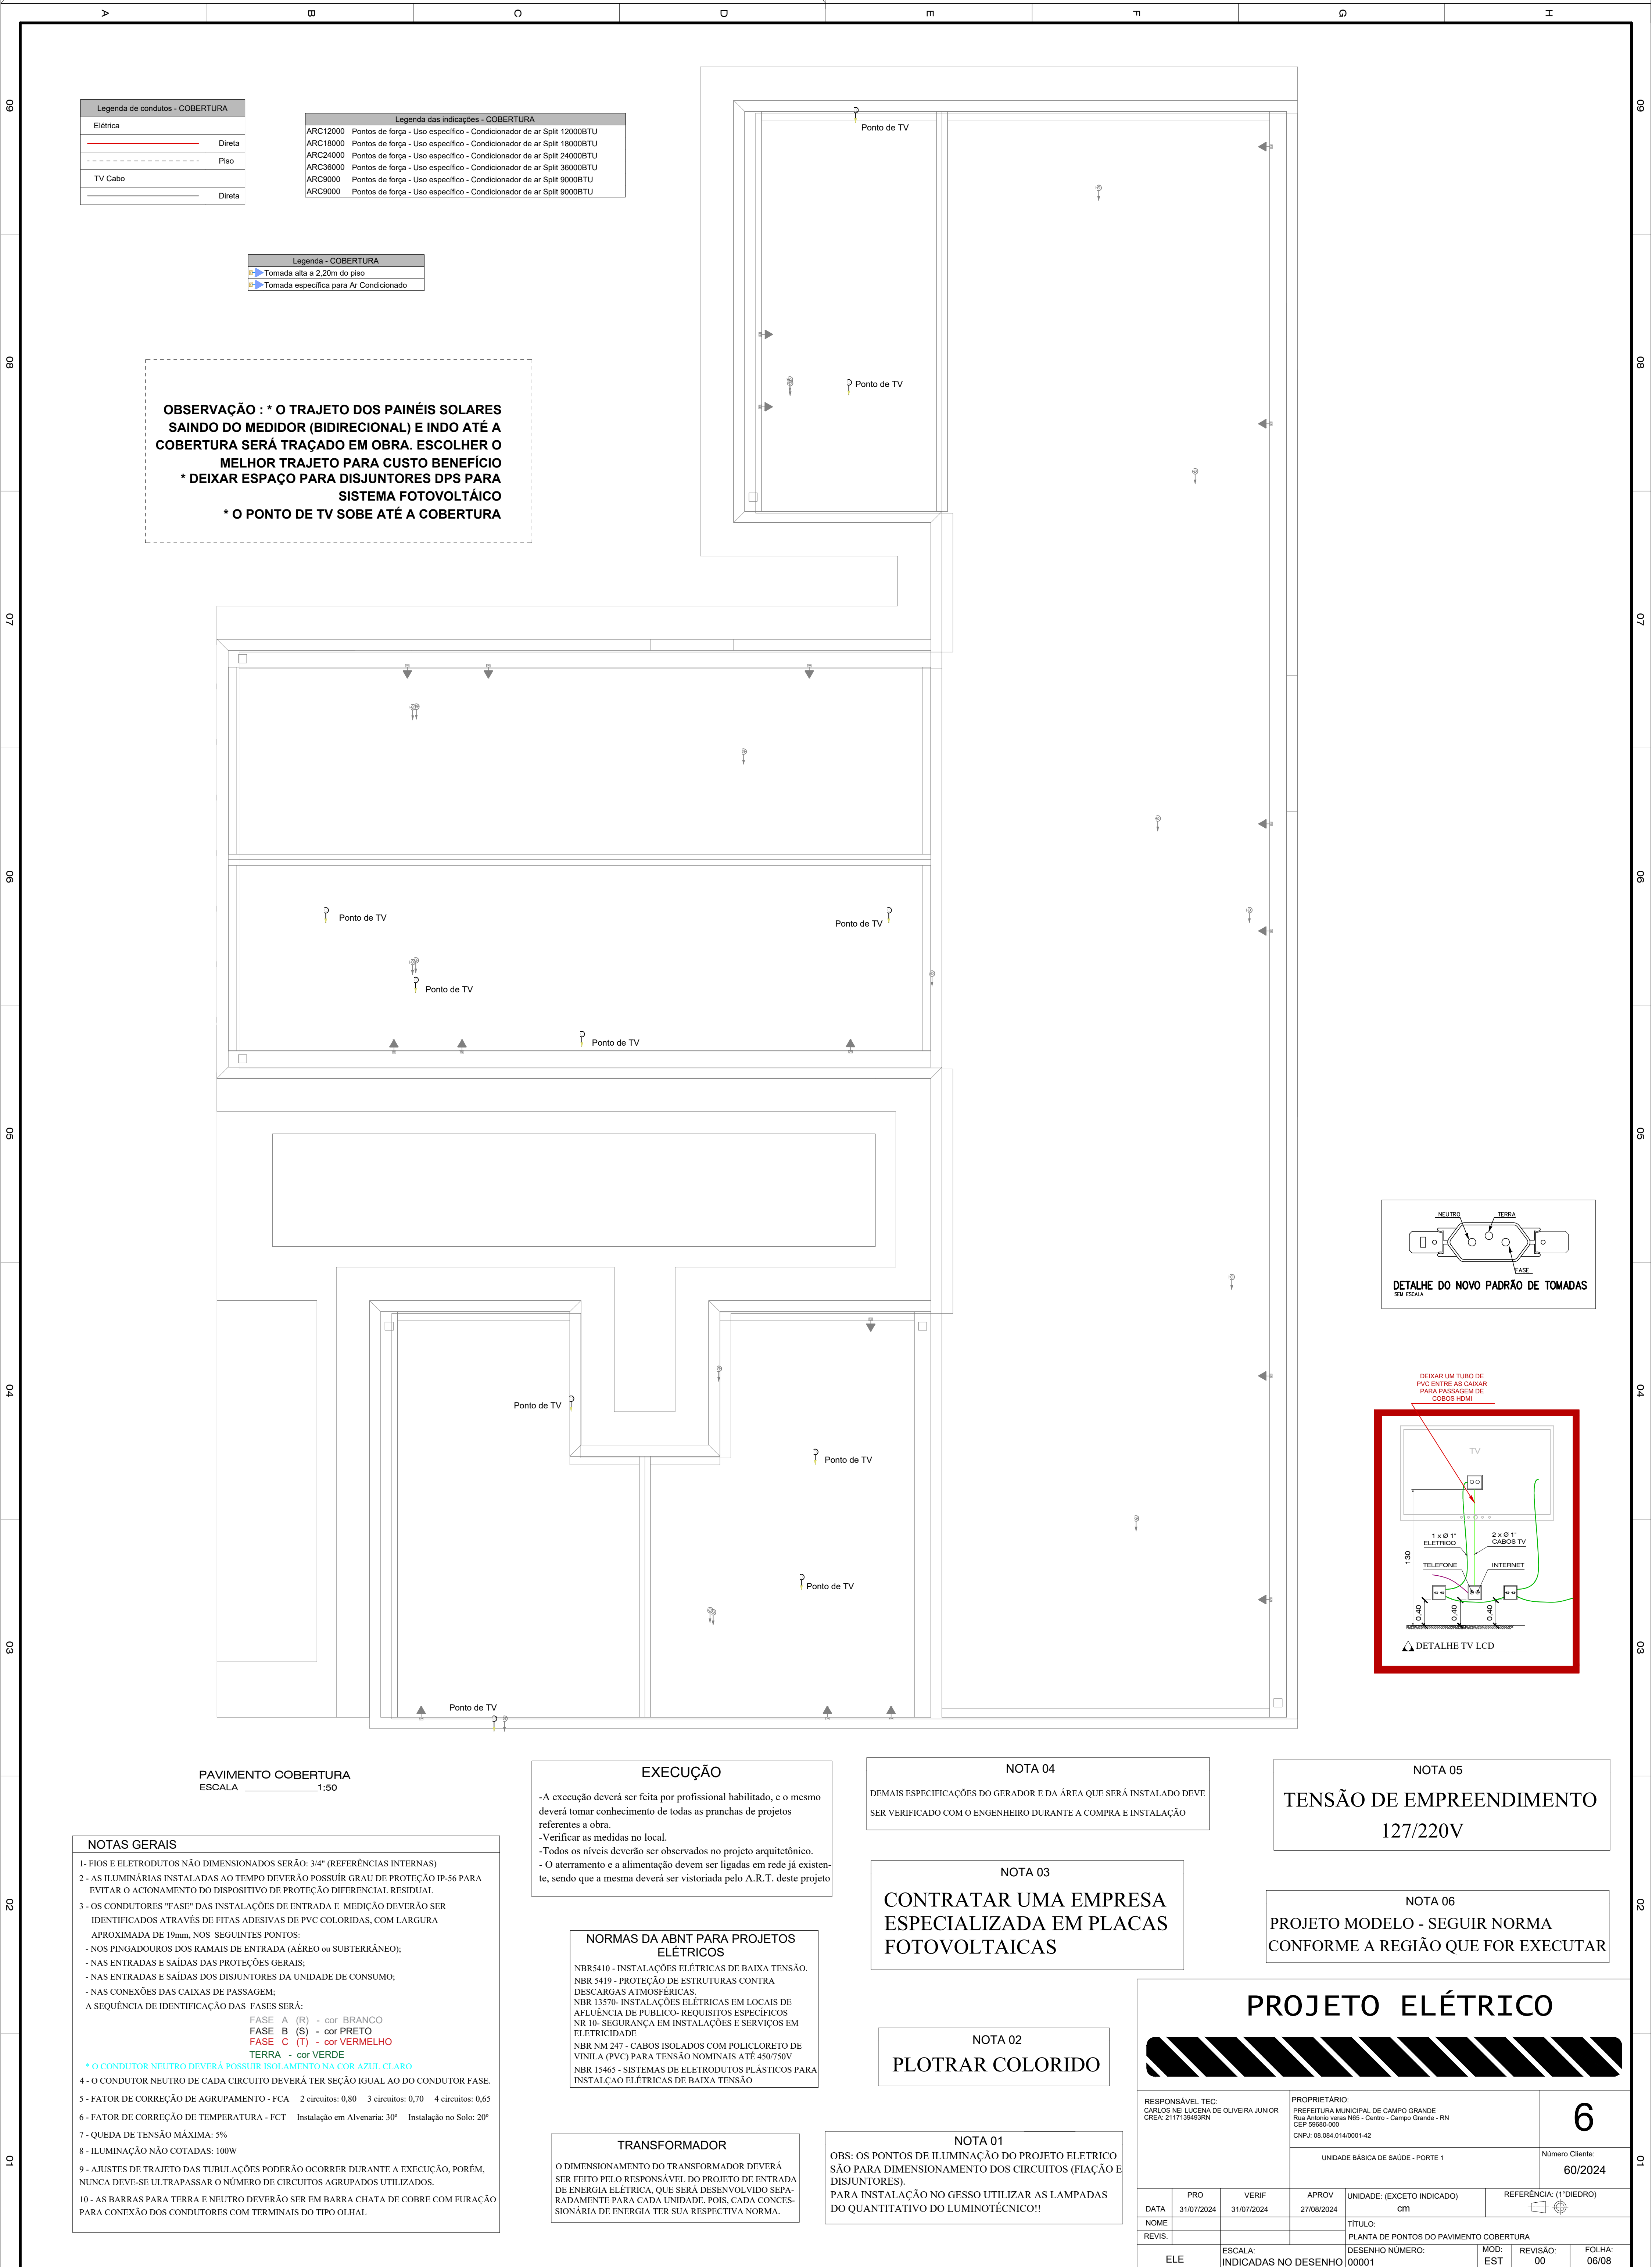 A
B
C
D
E
F
G
H
09
08
07
06
05
04
03
02
01
09
08
07
06
05
04
03
02
01
Legenda de condutos - COBERTURA
Elétrica
Direta
Piso
TV Cabo
Direta
Legenda das indicações - COBERTURA
ARC12000 Pontos de força - Uso específico - Condicionador de ar Split 12000BTU
ARC18000 Pontos de força - Uso específico - Condicionador de ar Split 18000BTU
ARC24000 Pontos de força - Uso específico - Condicionador de ar Split 24000BTU
ARC36000 Pontos de força - Uso específico - Condicionador de ar Split 36000BTU
ARC9000 Pontos de força - Uso específico - Condicionador de ar Split 9000BTU
ARC9000 Pontos de força - Uso específico - Condicionador de ar Split 9000BTU
Legenda - COBERTURA
Tomada alta a 2,20m do piso
Tomada específica para Ar Condicionado
OBSERVAÇÃO : * O TRAJETO DOS PAINÉIS SOLARES
SAINDO DO MEDIDOR (BIDIRECIONAL) E INDO ATÉ A
COBERTURA SERÁ TRAÇADO EM OBRA. ESCOLHER O
MELHOR TRAJETO PARA CUSTO BENEFÍCIO
* DEIXAR ESPAÇO PARA DISJUNTORES DPS PARA
SISTEMA FOTOVOLTÁICO
* O PONTO DE TV SOBE ATÉ A COBERTURA
Ponto de TV
Ponto de TV
Ponto de TV
Ponto de TV
Ponto de TV
Ponto de TV
Ponto de TV
Ponto de TV
Ponto de TV
Ponto de TV
NEUTRO
TERRA
FASE
DETALHE DO NOVO PADRÃO DE TOMADAS
SEM ESCALA
DEIXAR UM TUBO DE
PVC ENTRE AS CAIXAR
PARA PASSAGEM DE
COBOS HDMI
TV
1 x Ø 1"
ELETRICO
2 x Ø 1"
CABOS TV
TELEFONE
INTERNET
130
0,40
0,40
0,40
DETALHE TV LCD
PAVIMENTO COBERTURA
ESCALA 1:50
NOTAS GERAIS
1- FIOS E ELETRODUTOS NÃO DIMENSIONADOS SERÃO: 3/4" (REFERÊNCIAS INTERNAS)
2 - AS ILUMINÁRIAS INSTALADAS AO TEMPO DEVERÃO POSSUÍR GRAU DE PROTEÇÃO IP-56 PARA
EVITAR O ACIONAMENTO DO DISPOSITIVO DE PROTEÇÃO DIFERENCIAL RESIDUAL
3 - OS CONDUTORES "FASE" DAS INSTALAÇÕES DE ENTRADA E MEDIÇÃO DEVERÃO SER
IDENTIFICADOS ATRAVÉS DE FITAS ADESIVAS DE PVC COLORIDAS, COM LARGURA
APROXIMADA DE 19mm, NOS SEGUINTES PONTOS:
- NOS PINGADOUROS DOS RAMAIS DE ENTRADA (AÉREO ou SUBTERRÂNEO);
- NAS ENTRADAS E SAÍDAS DAS PROTEÇÕES GERAIS;
- NAS ENTRADAS E SAÍDAS DOS DISJUNTORES DA UNIDADE DE CONSUMO;
- NAS CONEXÕES DAS CAIXAS DE PASSAGEM;
A SEQUÊNCIA DE IDENTIFICAÇÃO DAS FASES SERÁ:
FASE A (R) - cor BRANCO
FASE B (S) - cor PRETO
FASE C (T) - cor VERMELHO
TERRA - cor VERDE
* O CONDUTOR NEUTRO DEVERÁ POSSUIR ISOLAMENTO NA COR AZUL CLARO
4 - O CONDUTOR NEUTRO DE CADA CIRCUITO DEVERÁ TER SEÇÃO IGUAL AO DO CONDUTOR FASE.
5 - FATOR DE CORREÇÃO DE AGRUPAMENTO - FCA 2 circuitos: 0,80 3 circuitos: 0,70 4 circuitos: 0,65
6 - FATOR DE CORREÇÃO DE TEMPERATURA - FCT Instalação em Alvenaria: 30º Instalação no Solo: 20º
7 - QUEDA DE TENSÃO MÁXIMA: 5%
8 - ILUMINAÇÃO NÃO COTADAS: 100W
9 - AJUSTES DE TRAJETO DAS TUBULAÇÕES PODERÃO OCORRER DURANTE A EXECUÇÃO, PORÉM,
NUNCA DEVE-SE ULTRAPASSAR O NÚMERO DE CIRCUITOS AGRUPADOS UTILIZADOS.
10 - AS BARRAS PARA TERRA E NEUTRO DEVERÃO SER EM BARRA CHATA DE COBRE COM FURAÇÃO
PARA CONEXÃO DOS CONDUTORES COM TERMINAIS DO TIPO OLHAL
EXECUÇÃO
-A execução deverá ser feita por profissional habilitado, e o mesmo
deverá tomar conhecimento de todas as pranchas de projetos
referentes a obra.
-Verificar as medidas no local.
-Todos os níveis deverão ser observados no projeto arquitetônico.
- O aterramento e a alimentação devem ser ligadas em rede já existen-
te, sendo que a mesma deverá ser vistoriada pelo A.R.T. deste projeto
NORMAS DA ABNT PARA PROJETOS
ELÉTRICOS
NBR5410 - INSTALAÇÕES ELÉTRICAS DE BAIXA TENSÃO.
NBR 5419 - PROTEÇÃO DE ESTRUTURAS CONTRA
DESCARGAS ATMOSFÉRICAS.
NBR 13570- INSTALAÇÕES ELÉTRICAS EM LOCAIS DE
AFLUÊNCIA DE PUBLICO- REQUISITOS ESPECÍFICOS
NR 10- SEGURANÇA EM INSTALAÇÕES E SERVIÇOS EM
ELETRICIDADE
NBR NM 247 - CABOS ISOLADOS COM POLICLORETO DE
VINILA (PVC) PARA TENSÃO NOMINAIS ATÉ 450/750V
NBR 15465 - SISTEMAS DE ELETRODUTOS PLÁSTICOS PARA
INSTALÇAO ELÉTRICAS DE BAIXA TENSÃO
TRANSFORMADOR
O DIMENSIONAMENTO DO TRANSFORMADOR DEVERÁ
SER FEITO PELO RESPONSÁVEL DO PROJETO DE ENTRADA
DE ENERGIA ELÉTRICA, QUE SERÁ DESENVOLVIDO SEPA-
RADAMENTE PARA CADA UNIDADE. POIS, CADA CONCES-
SIONÁRIA DE ENERGIA TER SUA RESPECTIVA NORMA.
NOTA 04
DEMAIS ESPECIFICAÇÕES DO GERADOR E DA ÁREA QUE SERÁ INSTALADO DEVE
SER VERIFICADO COM O ENGENHEIRO DURANTE A COMPRA E INSTALAÇÃO
NOTA 03
CONTRATAR UMA EMPRESA
ESPECIALIZADA EM PLACAS
FOTOVOLTAICAS
NOTA 02
PLOTRAR COLORIDO
NOTA 01
OBS: OS PONTOS DE ILUMINAÇÃO DO PROJETO ELETRICO
SÃO PARA DIMENSIONAMENTO DOS CIRCUITOS (FIAÇÃO E
DISJUNTORES).
PARA INSTALAÇÃO NO GESSO UTILIZAR AS LAMPADAS
DO QUANTITATIVO DO LUMINOTÉCNICO!!
NOTA 05
TENSÃO DE EMPREENDIMENTO
127/220V
NOTA 06
PROJETO MODELO - SEGUIR NORMA
CONFORME A REGIÃO QUE FOR EXECUTAR
PROJETO ELÉTRICO
RESPONSÁVEL TEC:
CARLOS NEI LUCENA DE OLIVEIRA JUNIOR
CREA: 2117139493RN
PROPRIETÁRIO:
PREFEITURA MUNICIPAL DE CAMPO GRANDE
Rua Antonio veras N65 - Centro - Campo Grande - RN
CEP 59680-000
CNPJ: 08.084.014/0001-42
6
UNIDADE BÁSICA DE SAÚDE - PORTE 1
Número Cliente:
60/2024
PRO VERIF APROV
DATA 31/07/2024 31/07/2024 27/08/2024
NOME
REVIS.
UNIDADE: (EXCETO INDICADO)
cm
REFERÊNCIA: (1°DIEDRO)
TÍTULO:
PLANTA DE PONTOS DO PAVIMENTO COBERTURA
ELE
ESCALA:
INDICADAS NO DESENHO
DESENHO NÚMERO:
00001
MOD:
EST
REVISÃO:
00
FOLHA:
06/08